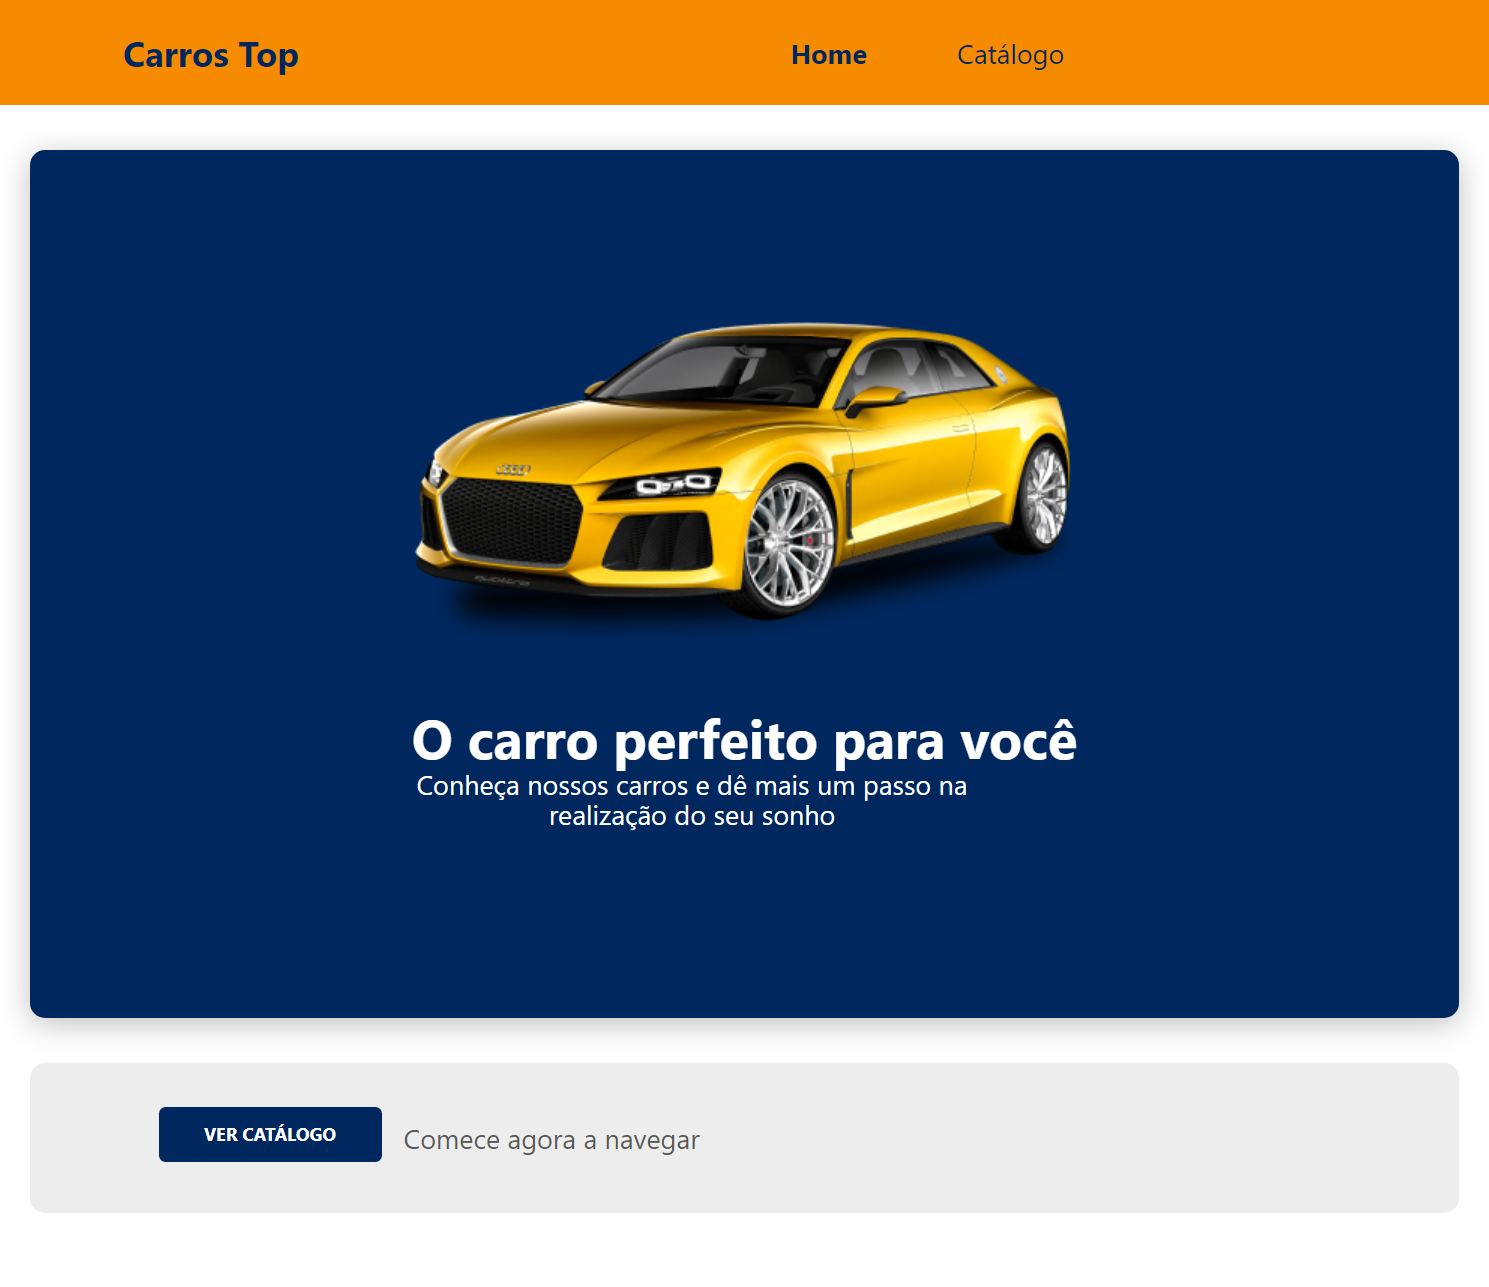 Carros Top
Home
Catálogo
quattro
O carro perfeito para você
Conheça nossos carros e dê mais um passo na
realização do seu sonho
VER CATÁLOGO
Comece agora a navegar